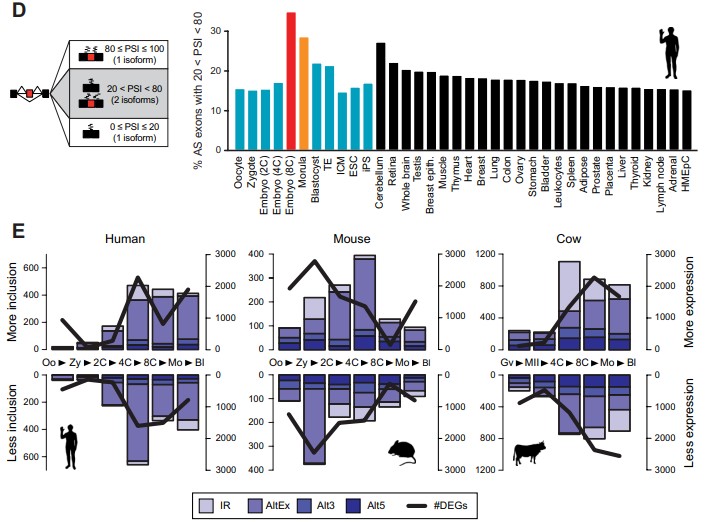 D
80 ≤ PSI ≤ 100
(1 isoform)
20 < PSI < 80
(2 isoforms)
0 ≤ PSI ≤ 20
(1 isoform)
% AS exons with 20 < PSI < 80
30
20
10
0
Oocyte
Zygote
Embryo (2C)
Embryo (4C)
Embryo (8C)
Morula
Blastocyst
TE
ICM
ESC
iPS
Cerebellum
Retina
Whole brain
Testis
Breast epith.
Muscle
Thymus
Heart
Breast
Lung
Colon
Ovary
Stomach
Bladder
Leukocytes
Spleen
Adipose
Prostate
Placenta
Liver
Thyroid
Kidney
Lymph node
Adrenal
HMEpC
E
Human
Mouse
Cow
More inclusion
600
400
200
3000
2000
1000
0
400
300
200
100
3000
2000
1000
0
1200
800
400
3000
2000
1000
0
More expression
Oo ► Zy ► 2C ► 4C ► 8C ► Mo ► Bl
Oo ► Zy ► 2C ► 4C ► 8C ► Mo ► Bl
Gv ► MII ► 4C ► 8C ► Mo ► Bl
Less inclusion
0
200
400
600
0
1000
2000
3000
0
100
200
300
400
0
1000
2000
3000
0
400
800
1200
0
1000
2000
3000
Less expression
IR AltEx Alt3 Alt5 #DEGs